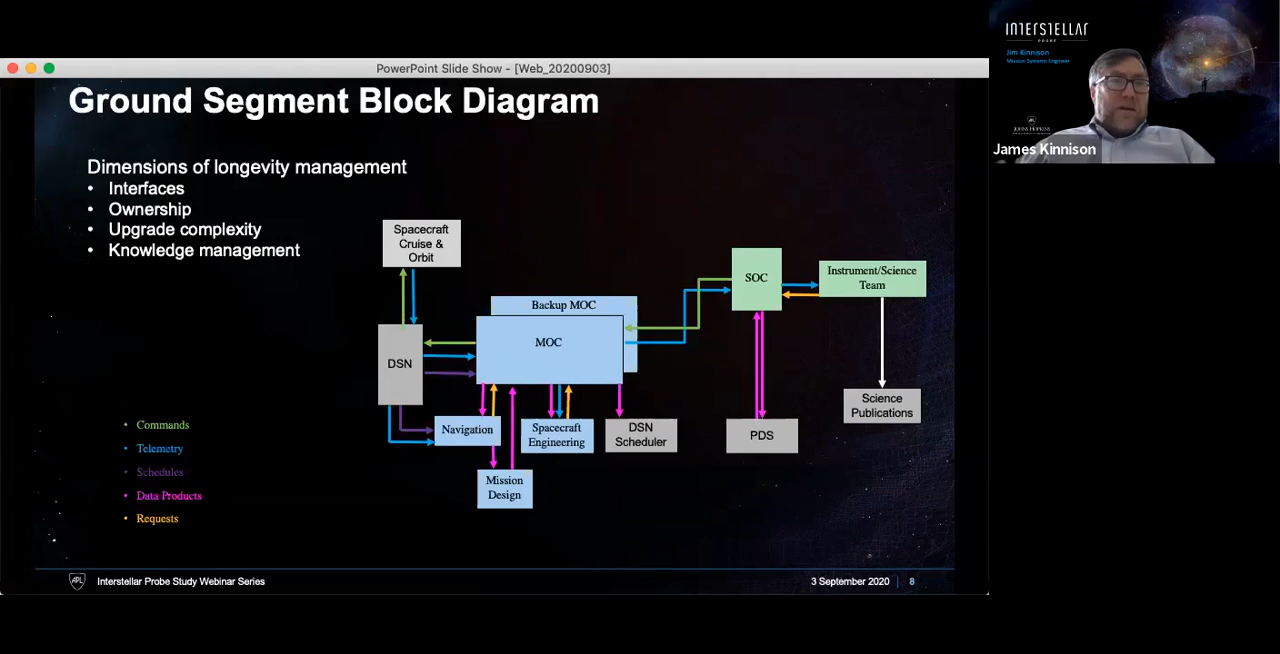 PowerPoint Slide Show - [Web_20200903]
Ground Segment Block Diagram
Dimensions of longevity management
• Interfaces
• Ownership
• Upgrade complexity
• Knowledge management
Spacecraft
Cruise &
Orbit
DSN
Backup MOC
MOC
SOC
Instrument/Science
Team
Navigation
Spacecraft
Engineering
DSN
Scheduler
Mission
Design
PDS
Science
Publications
• Commands
• Telemetry
• Schedules
• Data Products
• Requests
APL
Interstellar Probe Study Webinar Series
3 September 2020 | 8
INTERSTELLAR
PROBE
Jim Kinnison
Mission Systems Engineer
JOHNS HOPKINS
James Kinnison